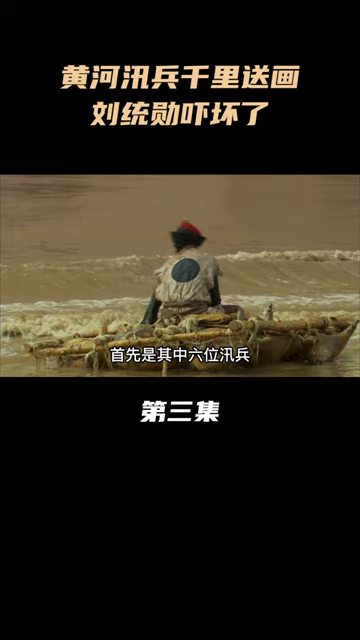 黄河汛兵千里送画
刘统勋吓坏了
首先是其中六位汛兵
第三集